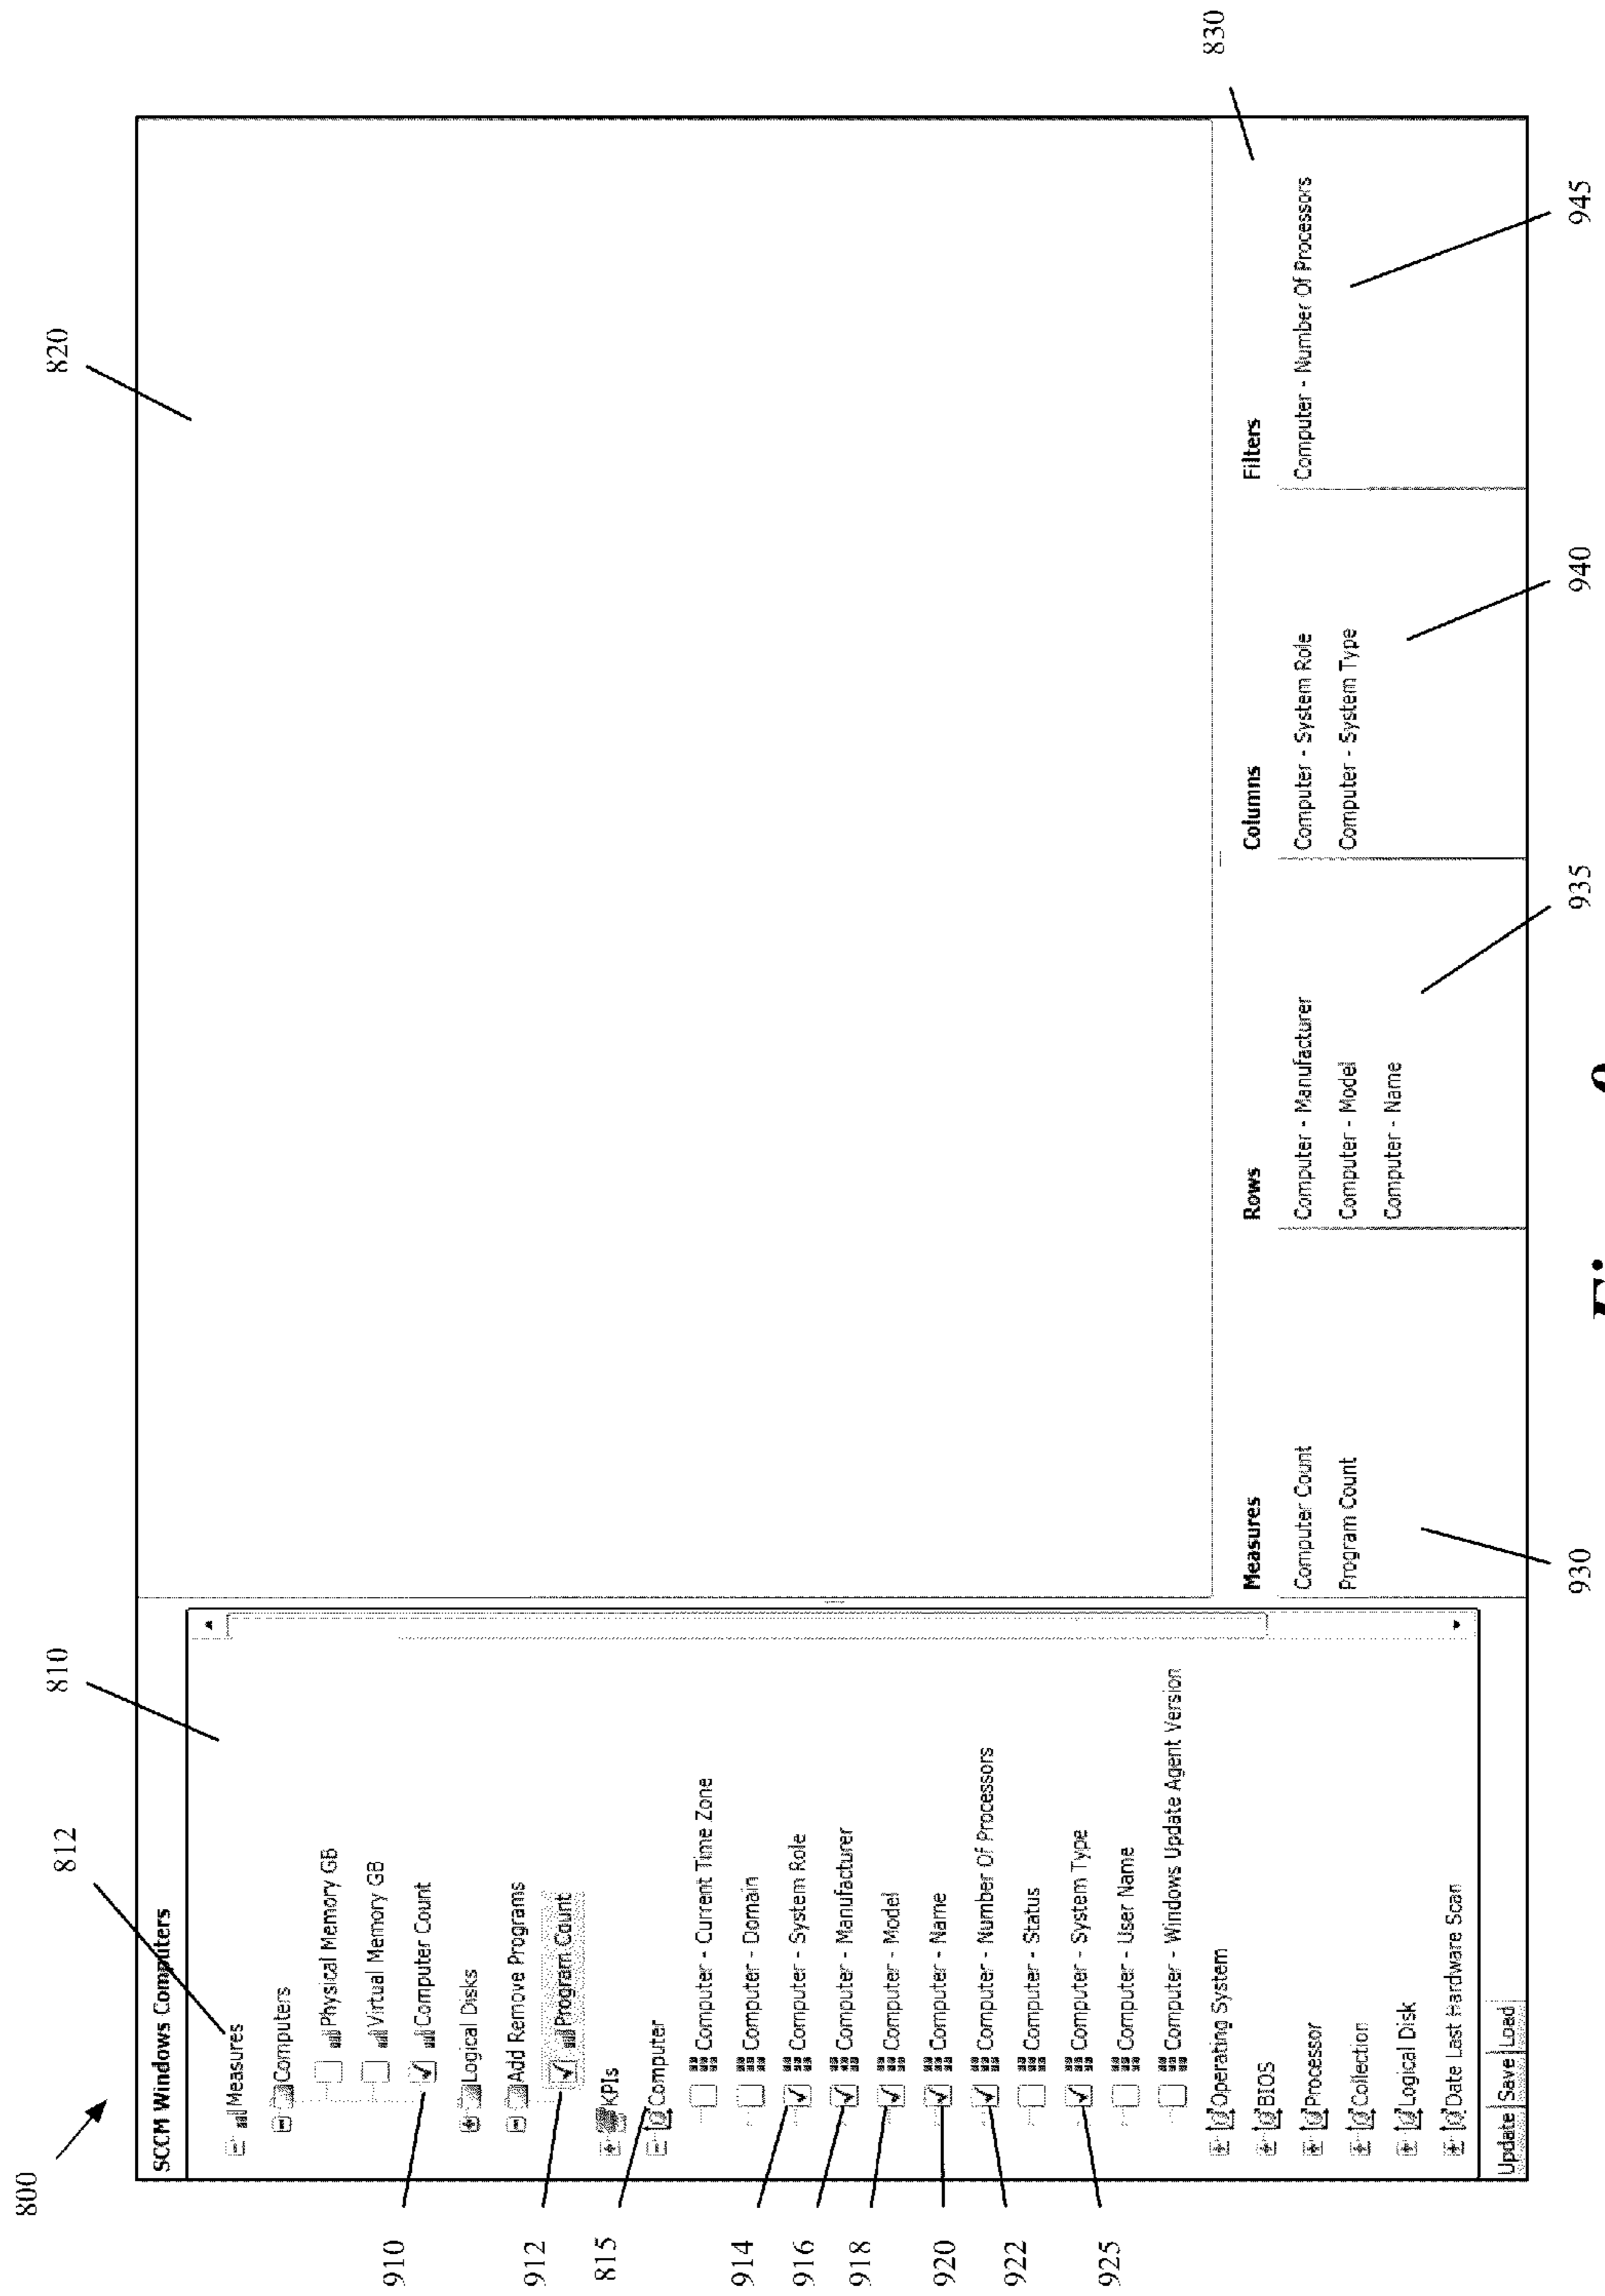 800
812
810
820
830
SCCM Windows Computers
Measures
Computers
Physical Memory GB
Virtual Memory GB
Computer Count
Logical Disks
Add Remove Programs
Program Count
KPIs
Computer
Computer - Current Time Zone
Computer - Domain
Computer - System Role
Computer - Manufacturer
Computer - Model
Computer - Name
Computer - Number Of Processors
Computer - Status
Computer - System Type
Computer - User Name
Computer - Windows Update Agent Version
Operating System
BIOS
Processor
Collection
Logical Disk
Date Last Hardware Scan
Update Save Load
910
912
815
914
916
918
920
922
925
Measures
Computer Count
Program Count
Rows
Computer - Manufacturer
Computer - Model
Computer - Name
Columns
Computer - System Role
Computer - System Type
Filters
Computer - Number Of Processors
930
935
940
945